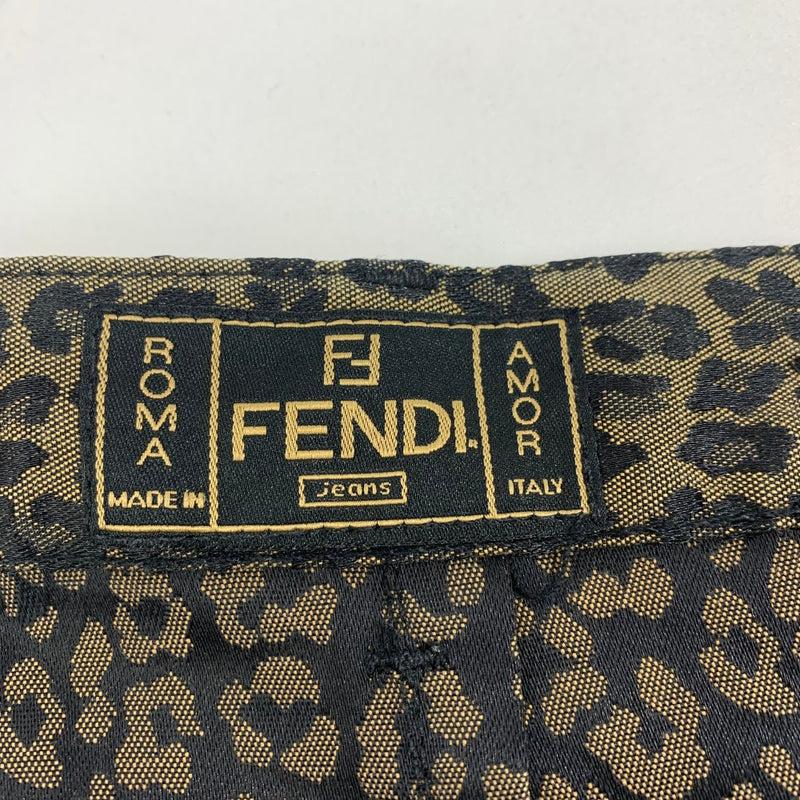 ROMA
MADE IN
FF
FENDI
jeans
AMOR
ITALY